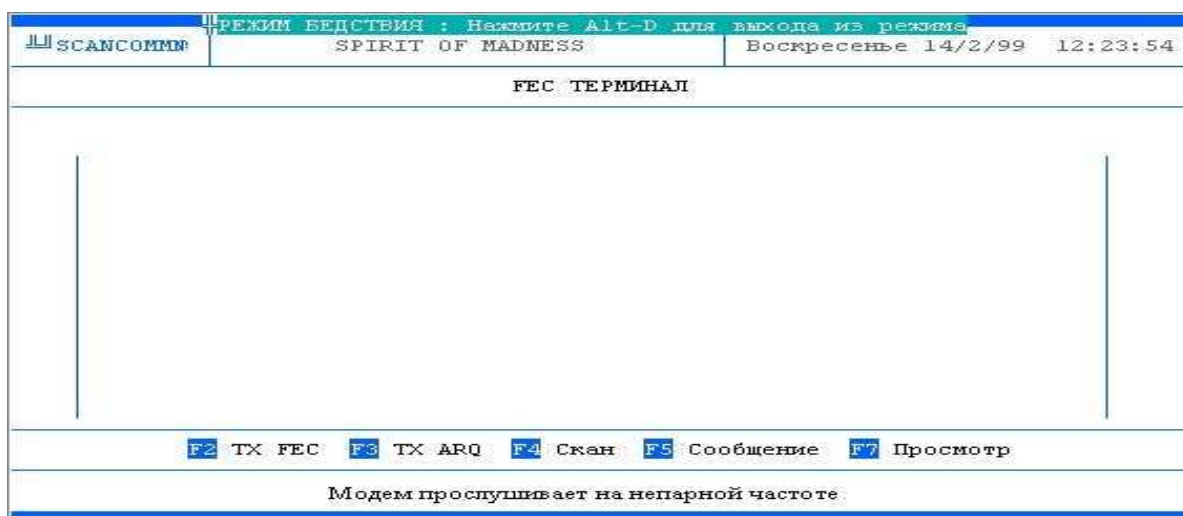 РЕЖИМ БЕДСТВИЯ : Нажмите Alt-D для выхода из режима
SCANCOMMN SPIRIT OF MADNESS Воскресенье 14/2/99 12:23:54
FEC ТЕРМИНАЛ
F2 TX FEC F3 TX ARQ F4 Скан F5 Сообщение F7 Просмотр
Модем прослушивает на непарной частоте